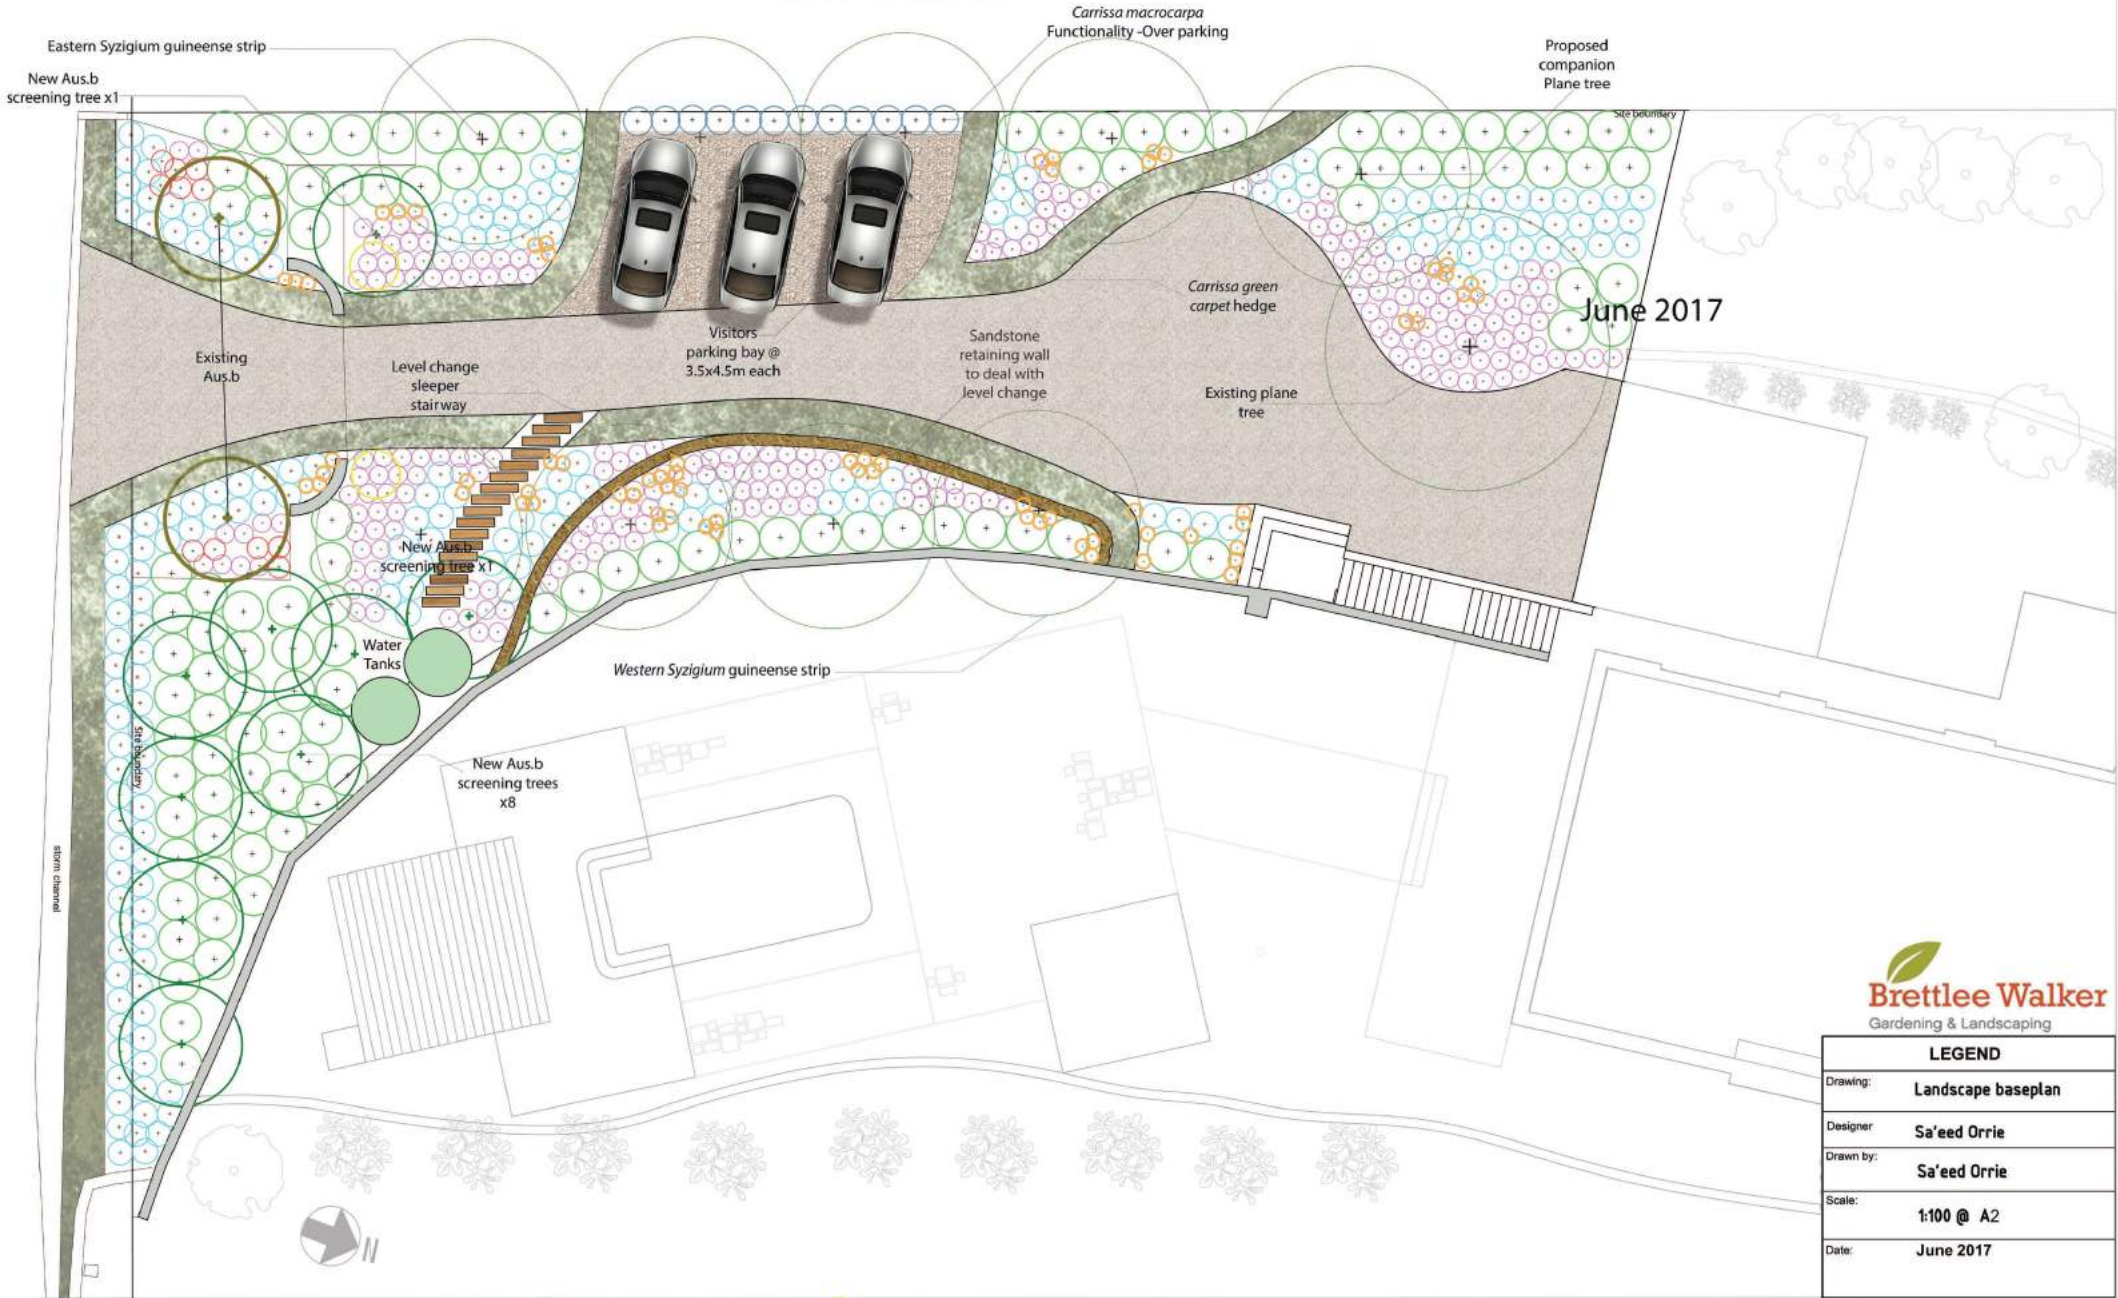 Carrissa macrocarpa
Functionality -Over parking
Eastern Syzigium guineense strip
Proposed
companion
Plane tree
New Aus.b
screening tree x1
Site boundary
Carrissa green
carpet hedge
June 2017
Visitors
parking bay @
3.5x4.5m each
Sandstone
retaining wall
to deal with
level change
Existing
Aus.b
Level change
sleeper
stairway
Existing plane
tree
New Aus.b
screening tree x1
Water
Tanks
Western Syzigium guineense strip
Site boundary
New Aus.b
screening trees
x8
storm channel
N
Brettlee Walker
Gardening & Landscaping
LEGEND
Drawing: Landscape baseplan
Designer Sa'eed Orrie
Drawn by: Sa'eed Orrie
Scale: 1:100 @ A2
Date: June 2017